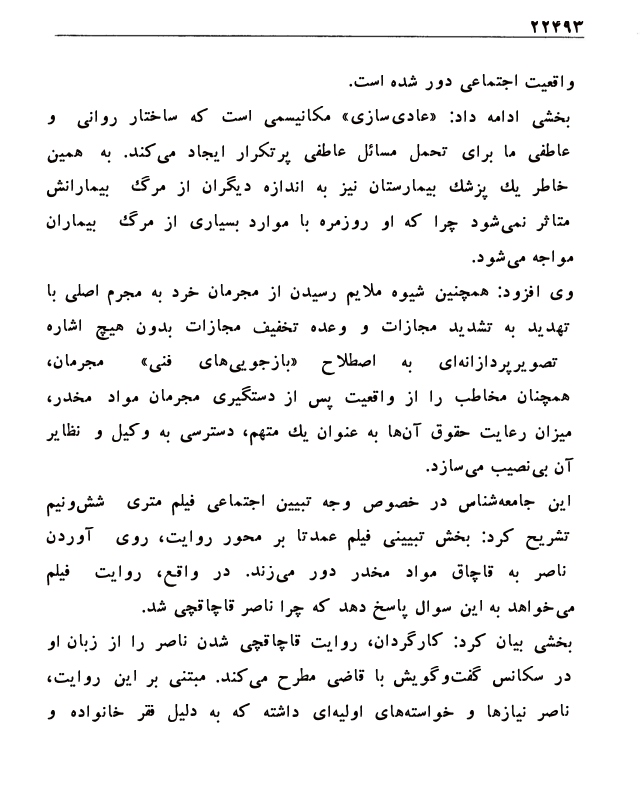 ۲۲۴۹۳
واقعیت اجتماعی دور شده است.
بخشی ادامه داد: «عادی‌سازی» مکانیسمی است که ساختار روانی و
عاطفی ما برای تحمل مسائل عاطفی پرتکرار ایجاد می‌کند. به همین
خاطر یك پزشك بیمارستان نیز به اندازه دیگران از مرگ بیمارانش
متاثر نمی‌شود چرا که او روزمره با موارد بسیاری از مرگ بیماران
مواجه می‌شود.
وی افزود: همچنین شیوه ملایم رسیدن از مجرمان خرد به مجرم اصلی با
تهدید به تشدید مجازات و وعده تخفیف مجازات بدون هیچ اشاره
تصویرپردازانه‌ای به اصطلاح «بازجویی‌های فنی» مجرمان،
همچنان مخاطب را از واقعیت پس از دستگیری مجرمان مواد مخدر،
میزان رعایت حقوق آن‌ها به عنوان یك متهم، دسترسی به وکیل و نظایر
آن بی‌نصیب می‌سازد.
این جامعه‌شناس در خصوص وجه تبیین اجتماعی فیلم متری شش‌ونیم
تشریح کرد: بخش تبیینی فیلم عمدتا بر محور روایت، روی آوردن
ناصر به قاچاق مواد مخدر دور می‌زند. در واقع، روایت فیلم
می‌خواهد به این سوال پاسخ دهد که چرا ناصر قاچاقچی شد.
بخشی بیان کرد: کارگردان، روایت قاچاقچی شدن ناصر را از زبان او
در سکانس گفت‌وگویش با قاضی مطرح می‌کند. مبتنی بر این روایت،
ناصر نیازها و خواسته‌های اولیه‌ای داشته که به دلیل فقر خانواده و